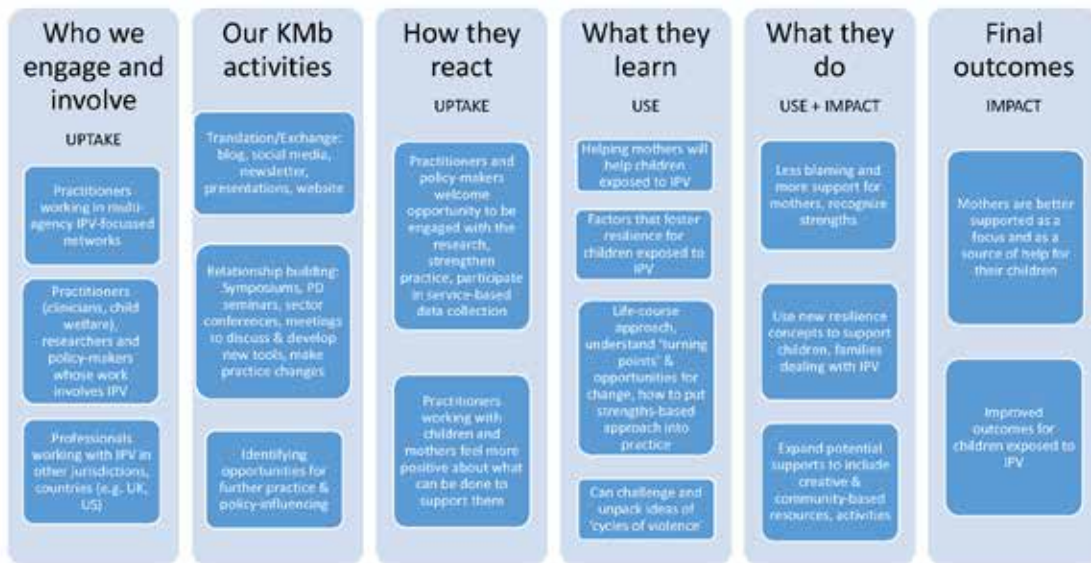 Who we
engage and
involve
UPTAKE
Practitioners
working in multi-
agency IPV-focussed
networks
Practitioners
(clinicians, child
welfare),
researchers and
policy-makers
whose work
involves IPV
Professionals
working with IPV in
other jurisdictions,
countries (e.g. UK,
US)
Our KMb
activities
Translation/Exchange:
blog, social media,
newsletter,
presentations, website
Relationship building:
Symposiums, PD
seminars, sector
conferences, meetings
to discuss & develop
new tools, make
practice changes
Identifying
opportunities for
further practice &
policy-influencing
How they
react
UPTAKE
Practitioners and
policy-makers
welcome
opportunity to be
engaged with the
research,
strengthen
practice, participate
in service-based
data collection
Practitioners
working with
children and
mothers feel more
positive about what
can be done to
support them
What they
learn
USE
Helping mothers will
help children
exposed to IPV
Factors that foster
resilience for
children exposed to
IPV
Life-course
approach,
understand 'turning
points' &
opportunities for
change, how to put
strengths-based
approach into
practice
Can challenge and
unpack ideas of
'cycles of violence'
What they
do
USE + IMPACT
Less blaming and
more support for
mothers, recognize
strengths
Use new resilience
concepts to support
children, families
dealing with IPV
Expand potential
supports to include
creative &
community-based
resources, activities
Final
outcomes
IMPACT
Mothers are better
supported as a
focus and as a
source of help for
their children
Improved
outcomes for
children exposed to
IPV